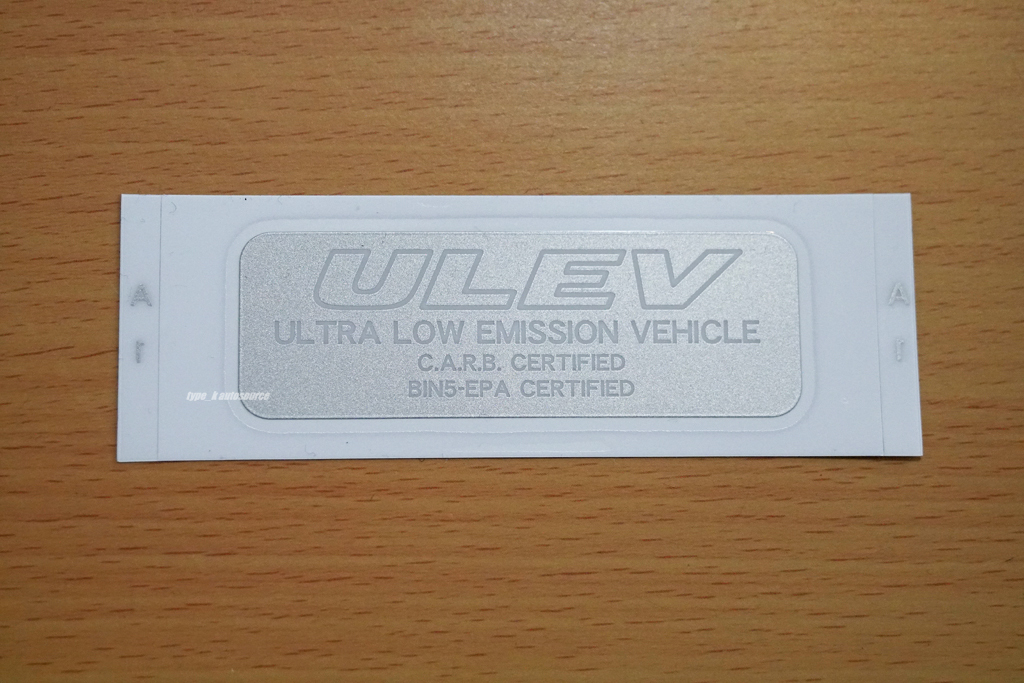 ULEV
ULTRA LOW EMISSION VEHICLE
C.A.R.B. CERTIFIED
BIN5-EPA CERTIFIED
type_k autosource
A
A